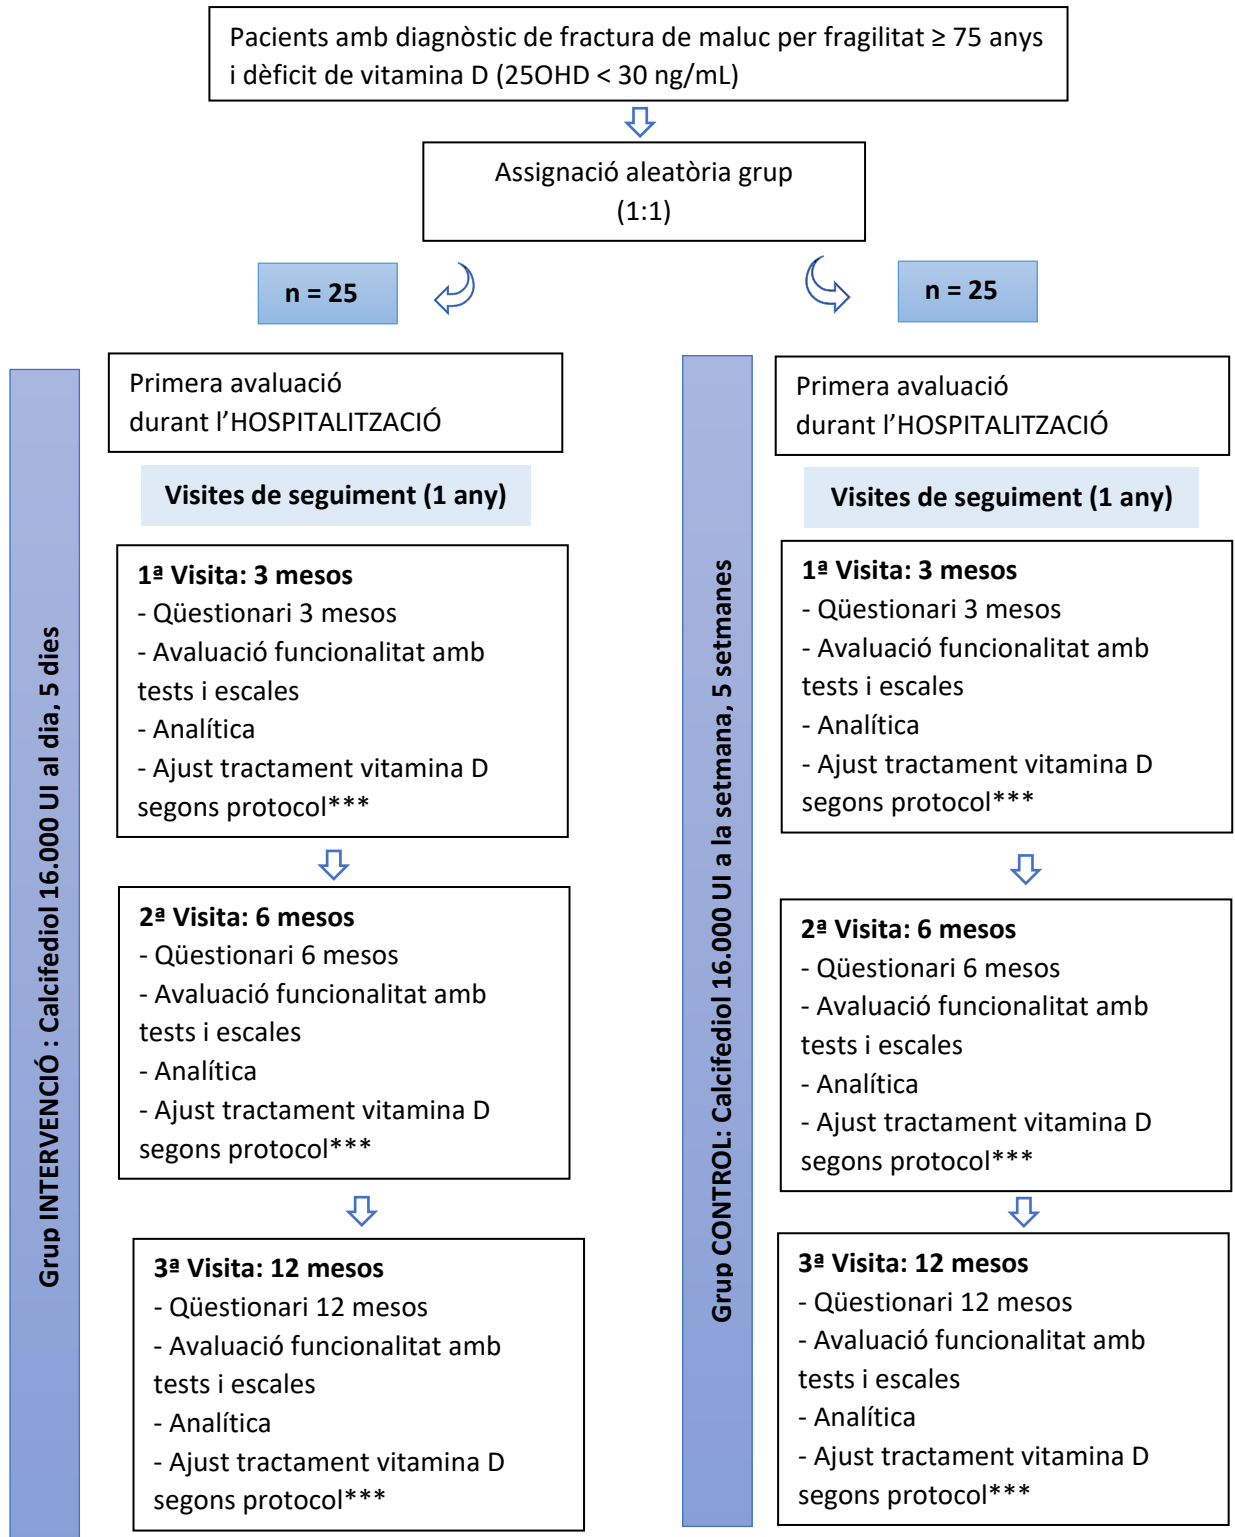 Pacients amb diagnòstic de fractura de maluc per fragilitat ≥ 75 anys
i dèficit de vitamina D (25OHD < 30 ng/mL)
Assignació aleatòria grup
(1:1)
n = 25
n = 25
Grup INTERVENCIÓ : Calcifediol 16.000 UI al dia, 5 dies
Primera avaluació
durant l’HOSPITALITZACIÓ
Visites de seguiment (1 any)
1ª Visita: 3 mesos
- Qüestionari 3 mesos
- Avaluació funcionalitat amb
tests i escales
- Analítica
- Ajust tractament vitamina D
segons protocol***
2ª Visita: 6 mesos
- Qüestionari 6 mesos
- Avaluació funcionalitat amb
tests i escales
- Analítica
- Ajust tractament vitamina D
segons protocol***
3ª Visita: 12 mesos
- Qüestionari 12 mesos
- Avaluació funcionalitat amb
tests i escales
- Analítica
- Ajust tractament vitamina D
segons protocol***
Grup CONTROL: Calcifediol 16.000 UI a la setmana, 5 setmanes
Primera avaluació
durant l’HOSPITALITZACIÓ
Visites de seguiment (1 any)
1ª Visita: 3 mesos
- Qüestionari 3 mesos
- Avaluació funcionalitat amb
tests i escales
- Analítica
- Ajust tractament vitamina D
segons protocol***
2ª Visita: 6 mesos
- Qüestionari 6 mesos
- Avaluació funcionalitat amb
tests i escales
- Analítica
- Ajust tractament vitamina D
segons protocol***
3ª Visita: 12 mesos
- Qüestionari 12 mesos
- Avaluació funcionalitat amb
tests i escales
- Analítica
- Ajust tractament vitamina D
segons protocol***